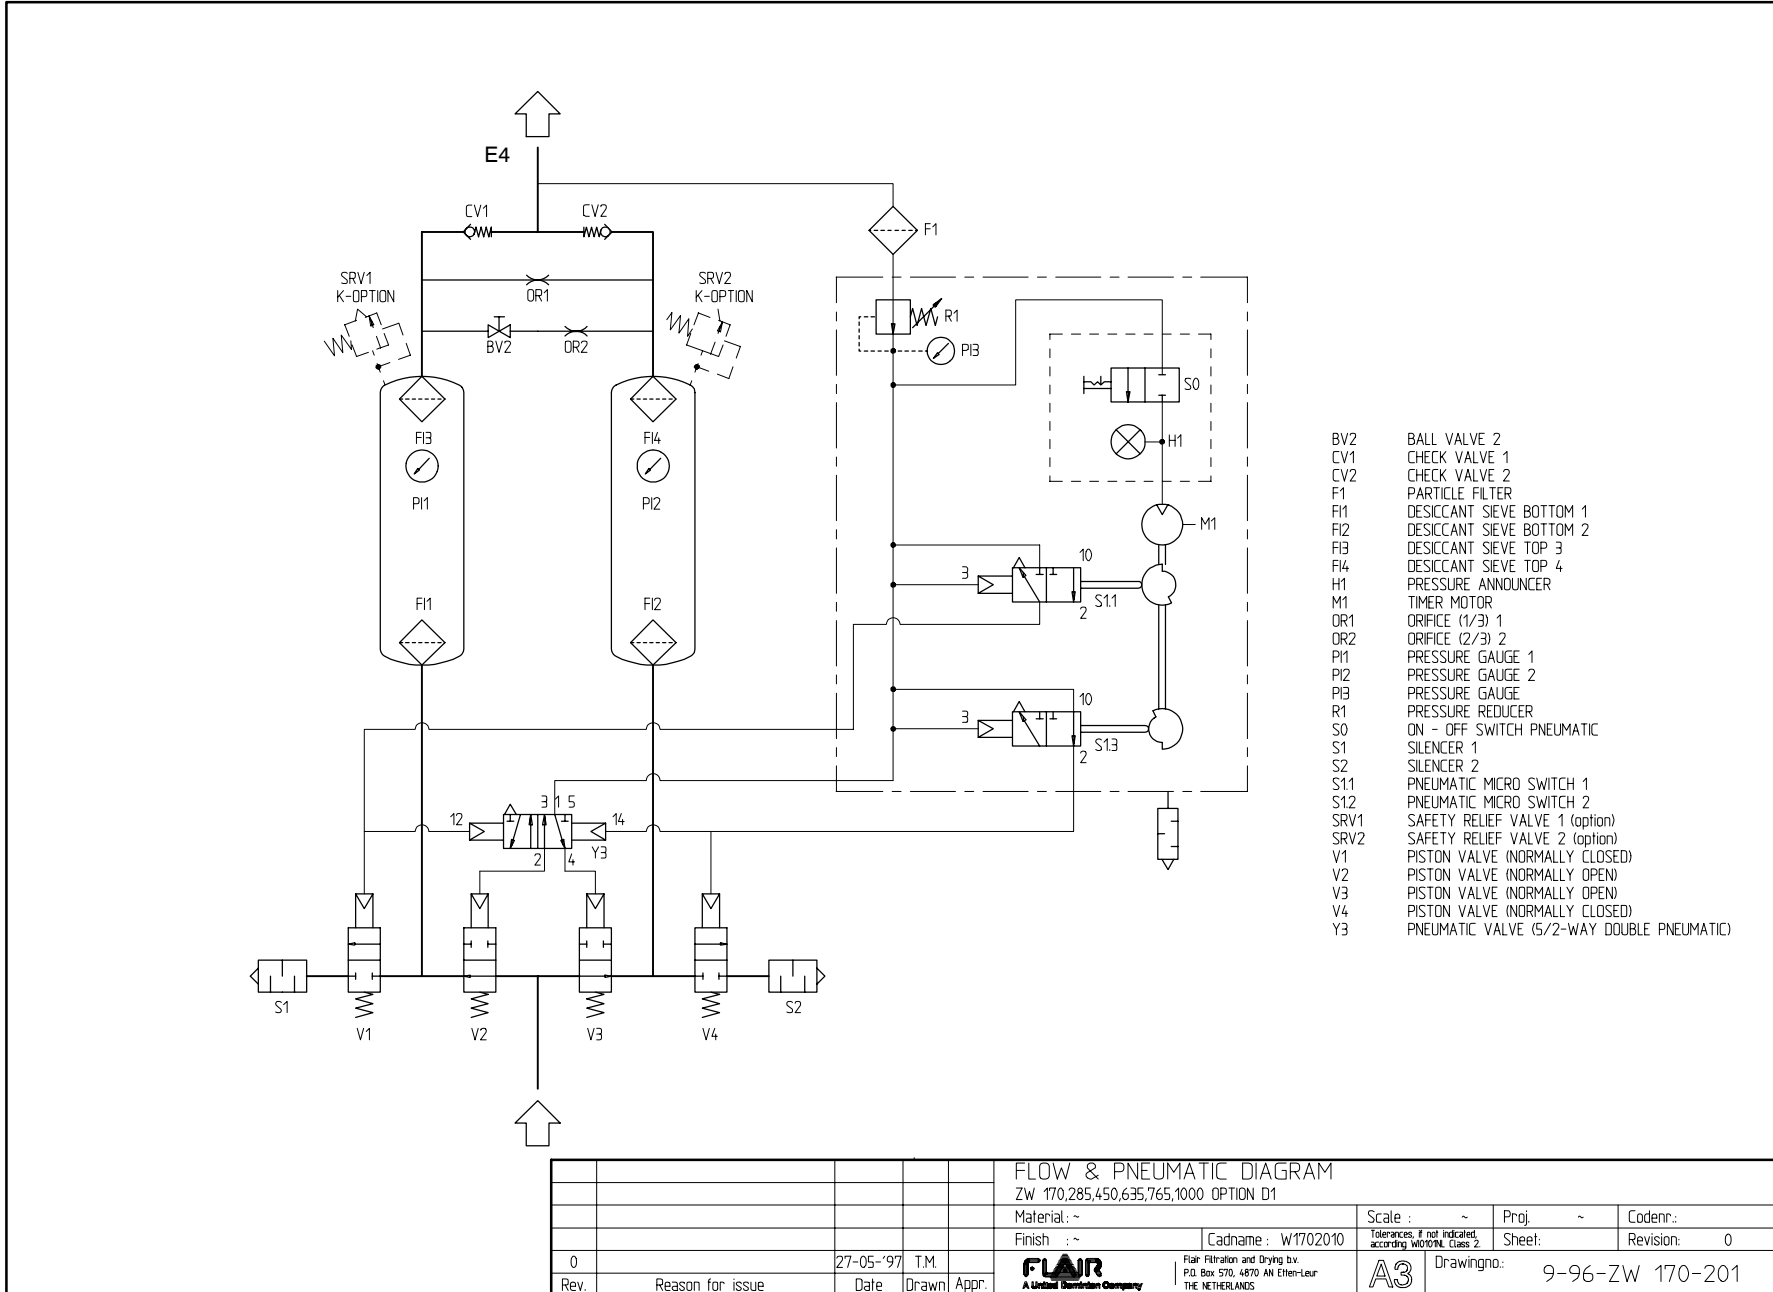 E4
CV1
CV2
F1
SRV1
K-OPTION
SRV2
K-OPTION
OR1
R1
BV2
OR2
PI3
S0
FI3
FI4
H1
PI1
PI2
M1
10
3
S1.1
2
FI1
FI2
10
3
S1.3
2
3 1 5
12
14
2
4
Y3
S1
S2
V1
V2
V3
V4
BV2 BALL VALVE 2
CV1 CHECK VALVE 1
CV2 CHECK VALVE 2
F1 PARTICLE FILTER
FI1 DESICCANT SIEVE BOTTOM 1
FI2 DESICCANT SIEVE BOTTOM 2
FI3 DESICCANT SIEVE TOP 3
FI4 DESICCANT SIEVE TOP 4
H1 PRESSURE ANNOUNCER
M1 TIMER MOTOR
OR1 ORIFICE (1/3) 1
OR2 ORIFICE (2/3) 2
PI1 PRESSURE GAUGE 1
PI2 PRESSURE GAUGE 2
PI3 PRESSURE GAUGE
R1 PRESSURE REDUCER
S0 ON - OFF SWITCH PNEUMATIC
S1 SILENCER 1
S2 SILENCER 2
S1.1 PNEUMATIC MICRO SWITCH 1
S1.2 PNEUMATIC MICRO SWITCH 2
SRV1 SAFETY RELIEF VALVE 1 (option)
SRV2 SAFETY RELIEF VALVE 2 (option)
V1 PISTON VALVE (NORMALLY CLOSED)
V2 PISTON VALVE (NORMALLY OPEN)
V3 PISTON VALVE (NORMALLY OPEN)
V4 PISTON VALVE (NORMALLY CLOSED)
Y3 PNEUMATIC VALVE (5/2-WAY DOUBLE PNEUMATIC)
FLOW & PNEUMATIC DIAGRAM
ZW 170,285,450,635,765,1000 OPTION D1
Material: ~
Scale : ~
Proj. ~
Codenr.:
Finish : ~
Cadname : W1702010
Tolerances, if not indicated,
according WI0101NL Class 2.
Sheet:
Revision: 0
0 27-05-'97 T.M.
Rev. Reason for issue Date Drawn Appr.
FLAIR
A United Dominion Company
Flair Filtration and Drying b.v.
P.O. Box 570, 4870 AN Etten-Leur
THE NETHERLANDS
A3
Drawingno.:
9-96-ZW 170-201